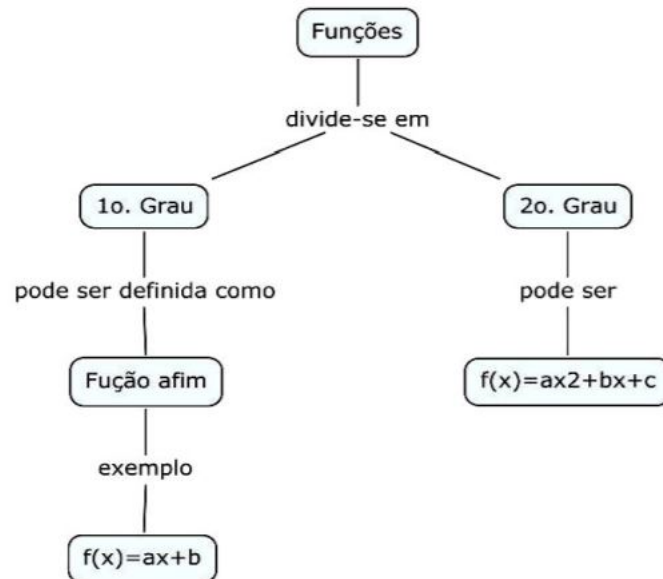 Funções
divide-se em
1o. Grau
2o. Grau
pode ser definida como
pode ser
Fução afim
f(x)=ax2+bx+c
exemplo
f(x)=ax+b